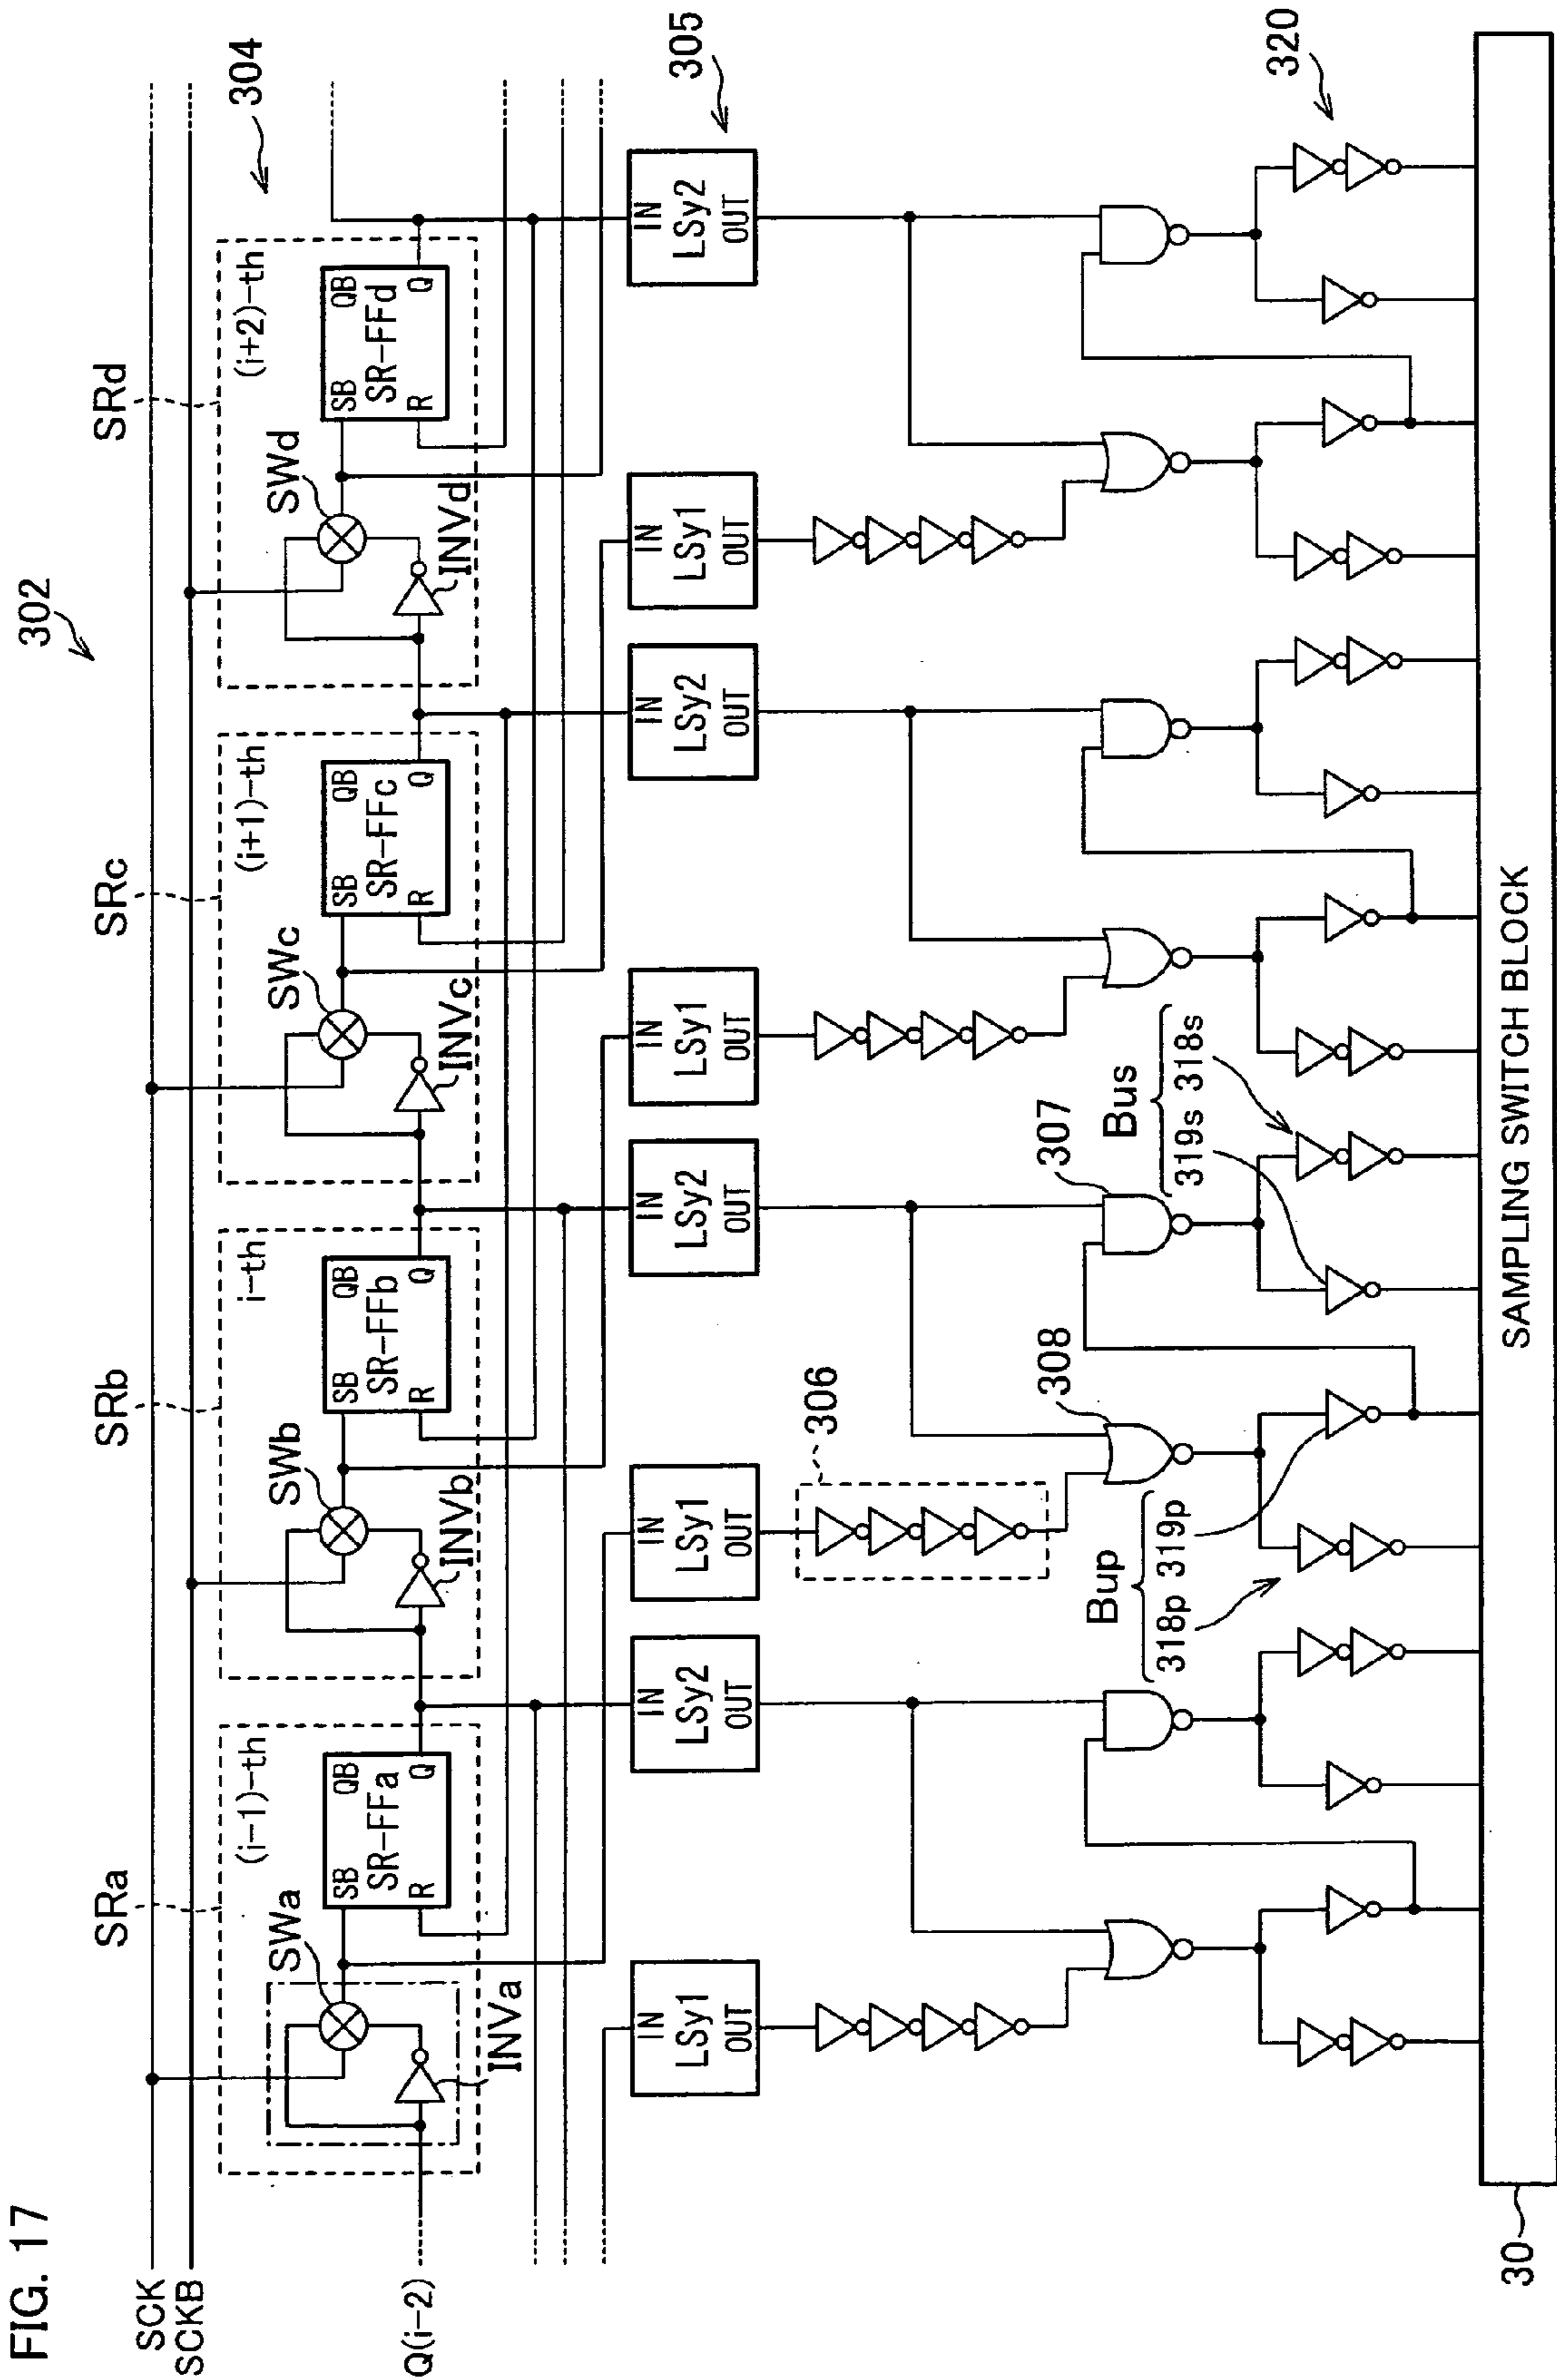 FIG. 17
302
SRa
SRb
SRc
SRd
SCK
SCKB
304
(i-1)-th
i-th
(i+1)-th
(i+2)-th
SWa
SWb
SWc
SWd
SB QB
SR-FFa
R Q
SB QB
SR-FFb
R Q
SB QB
SR-FFc
R Q
SB QB
SR-FFd
R Q
Q(i-2)
INVa
INVb
INVc
INVd
305
IN
LSy1
OUT
IN
LSy2
OUT
IN
LSy1
OUT
IN
LSy2
OUT
IN
LSy1
OUT
IN
LSy2
OUT
IN
LSy1
OUT
IN
LSy2
OUT
306
308
307
Bup
318p 319p
Bus
319s 318s
320
30
SAMPLING SWITCH BLOCK